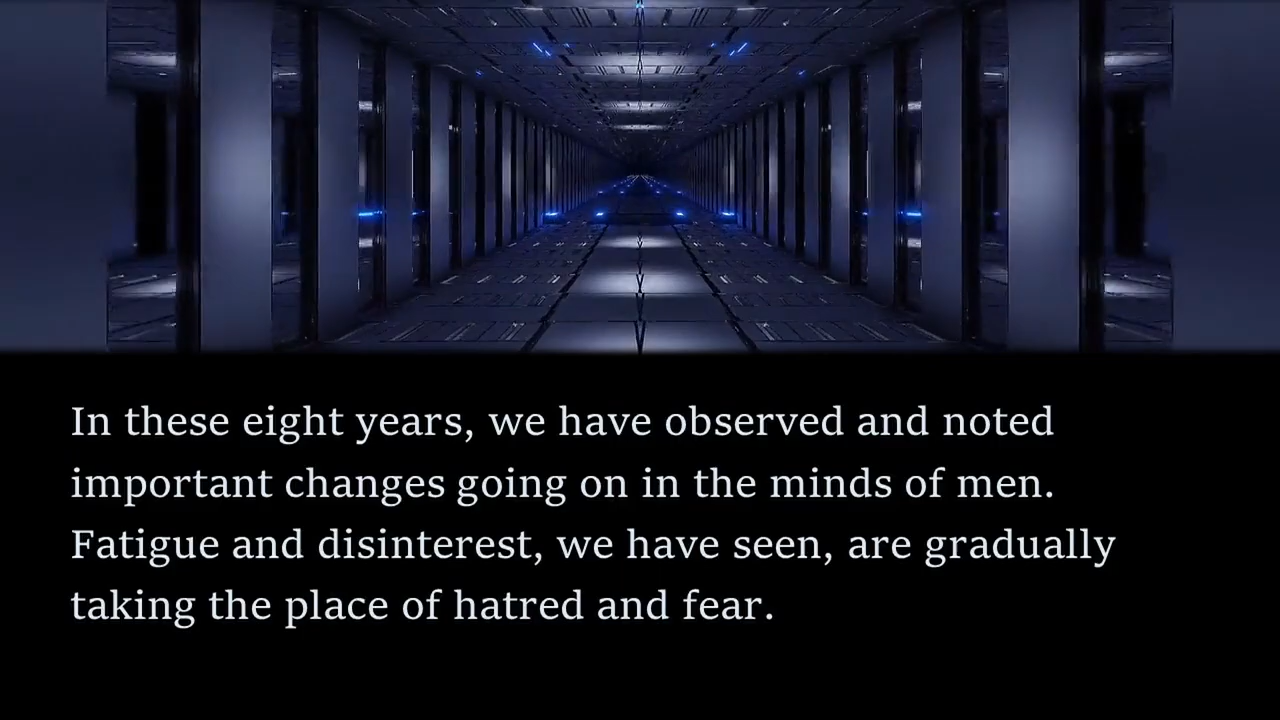 In these eight years, we have observed and noted
important changes going on in the minds of men.
Fatigue and disinterest, we have seen, are gradually
taking the place of hatred and fear.